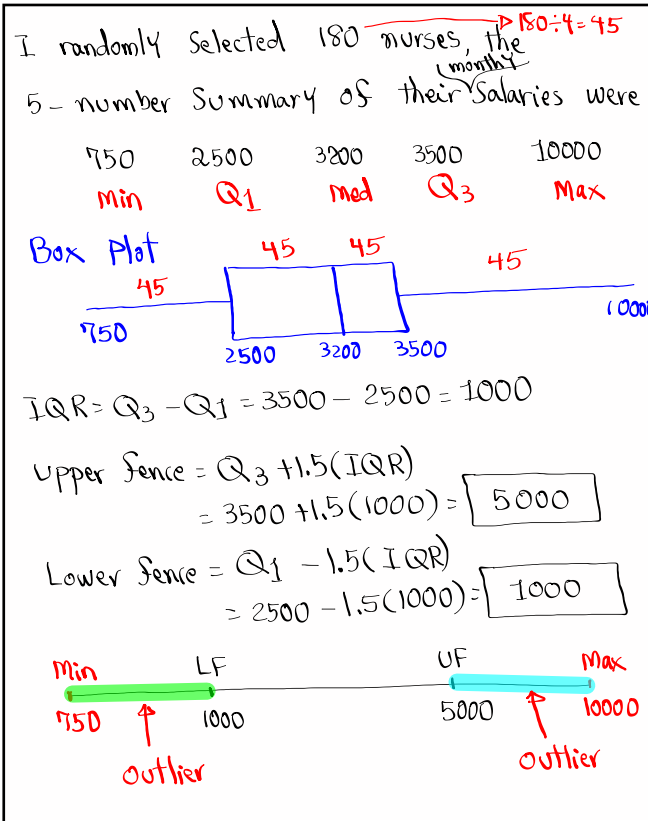 I randomly Selected 180 nurses, the → 180÷4=45
(monthly)
5-number Summary of their Salaries were
750 2500 3200 3500 10000
Min Q1 Med Q3 Max
Box Plot
45 45 45 45
750 2500 3200 3500 10000
IQR = Q3 - Q1 = 3500 - 2500 = 1000
Upper fence = Q3 +1.5(IQR)
= 3500 +1.5(1000) = 5000
Lower fence = Q1 -1.5(IQR)
= 2500 -1.5(1000) = 1000
Min LF UF Max
750 1000 5000 10000
Outlier Outlier